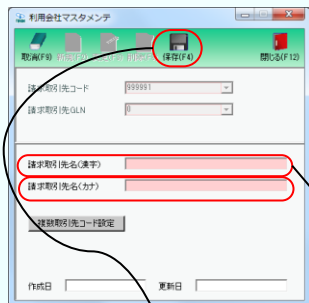 利用会社マスタメンテ
取消(F9)
保存(F4)
閉じる(F12)
請求取引先コード 999991
請求取引先GLN 0
請求取引先名(漢字)
請求取引先名(カナ)
複数取引先コード設定
作成日 更新日